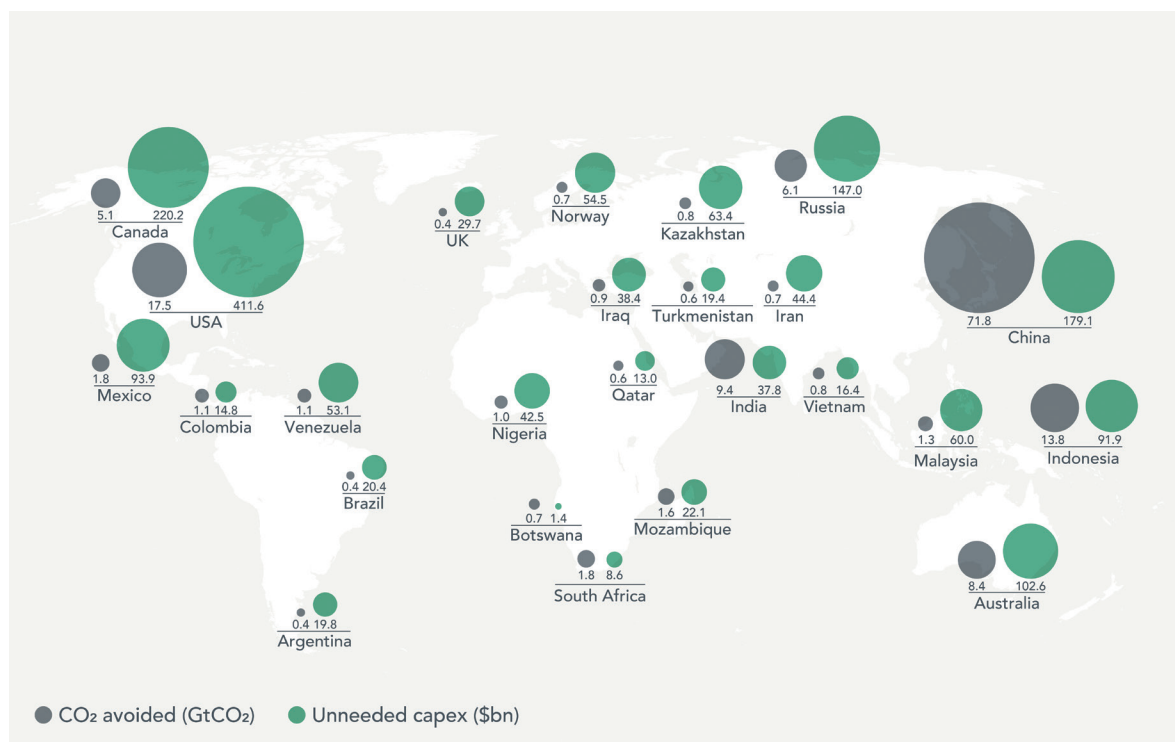 5.1 220.2
Canada
17.5 411.6
USA
1.8 93.9
Mexico
1.1 14.8
Colombia
1.1 53.1
Venezuela
0.4 20.4
Brazil
0.4 19.8
Argentina
0.4 29.7
UK
0.7 54.5
Norway
0.8 63.4
Kazakhstan
6.1 147.0
Russia
0.9 38.4
Iraq
0.6 19.4
Turkmenistan
0.7 44.4
Iran
71.8 179.1
China
0.6 13.0
Qatar
9.4 37.8
India
0.8 16.4
Vietnam
1.0 42.5
Nigeria
1.3 60.0
Malaysia
13.8 91.9
Indonesia
0.7 1.4
Botswana
1.6 22.1
Mozambique
1.8 8.6
South Africa
8.4 102.6
Australia
CO₂ avoided (GtCO₂) Unneeded capex ($bn)